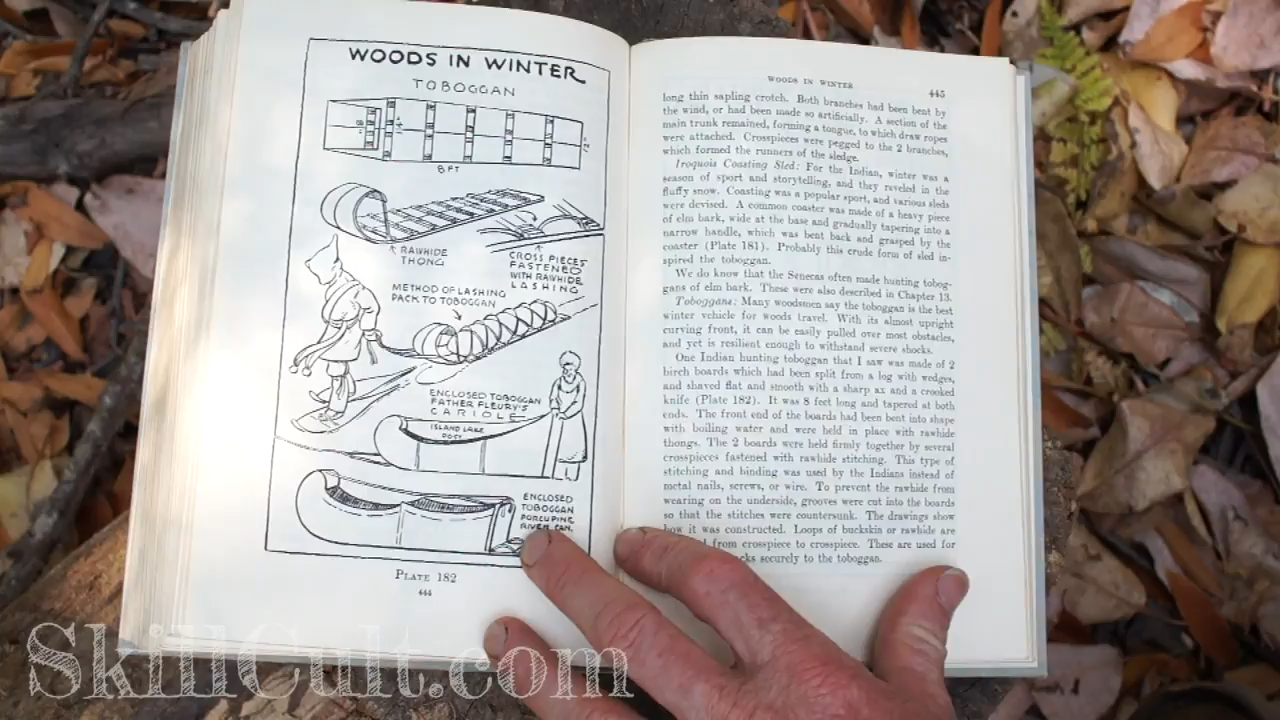 WOODS IN WINTER
TOBOGGAN
8 FT
RAWHIDE
THONG
CROSS PIECES
FASTENED
WITH RAWHIDE
LASHING
METHOD OF LASHING
PACK TO TOBOGGAN
ENCLOSED TOBOGGAN
FATHER FLEURY'S
CARIOLE
ISLAND LAKE
POST
ENCLOSED
TOBOGGAN
PORCUPINE
RIVER, CAN.
PLATE 182
444
WOODS IN WINTER
445
long thin sapling crotch. Both branches had been bent by
the wind, or had been made so artificially. A section of the
main trunk remained, forming a tongue, to which draw ropes
were attached. Crosspieces were pegged to the 2 branches,
which formed the runners of the sledge.
Iroquois Coasting Sled: For the Indian, winter was a
season of sport and storytelling, and they reveled in the
fluffy snow. Coasting was a popular sport, and various sleds
were devised. A common coaster was made of a heavy piece
of elm bark, wide at the base and gradually tapering into a
narrow handle, which was bent back and grasped by the
coaster (Plate 181). Probably this crude form of sled in-
spired the toboggan.
We do know that the Senecas often made hunting tobog-
gans of elm bark. These were also described in Chapter 13.
Toboggans: Many woodsmen say the toboggan is the best
winter vehicle for woods travel. With its almost upright
curving front, it can be easily pulled over most obstacles,
and yet is resilient enough to withstand severe shocks.
One Indian hunting toboggan that I saw was made of 2
birch boards which had been split from a log with wedges,
and shaved flat and smooth with a sharp ax and a crooked
knife (Plate 182). It was 8 feet long and tapered at both
ends. The front end of the boards had been bent into shape
with boiling water and were held in place with rawhide
thongs. The 2 boards were held firmly together by several
crosspieces fastened with rawhide stitching. This type of
stitching and binding was used by the Indians instead of
metal nails, screws, or wire. To prevent the rawhide from
wearing on the underside, grooves were cut into the boards
so that the stitches were countersunk. The drawings show
how it was constructed. Loops of buckskin or rawhide are
from crosspiece to crosspiece. These are used for
securely to the toboggan.
SkillCult.com